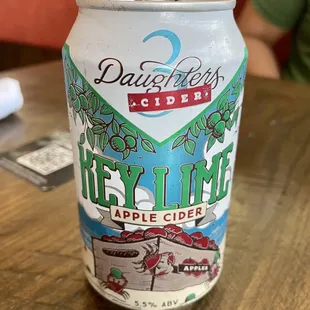 3
Daughters
CIDER
KEY LIME
APPLE CIDER
APPLES
5.5% ABV